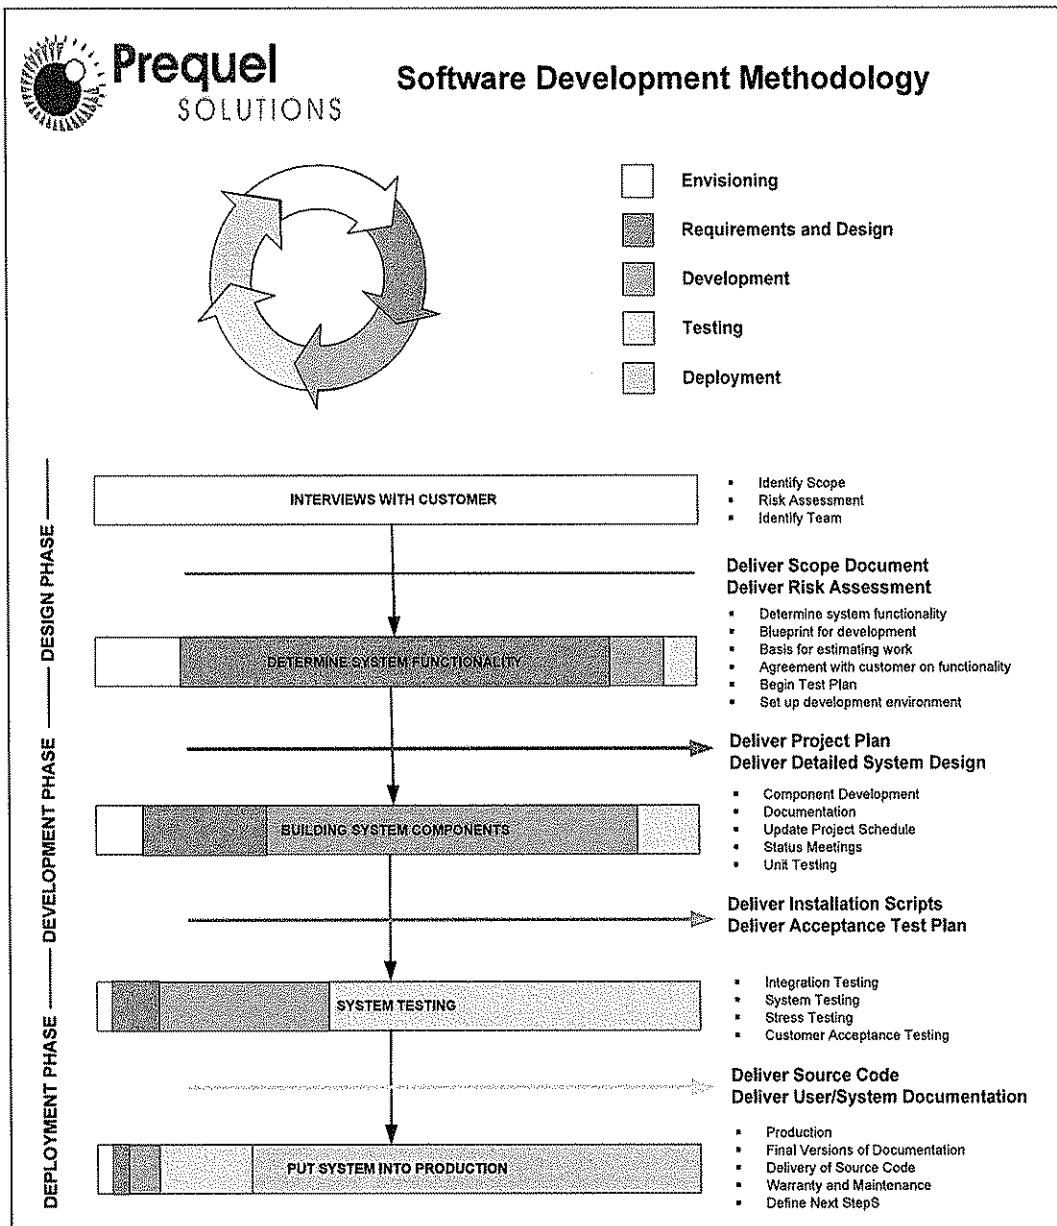 Prequel
SOLUTIONS
Software Development Methodology
Envisioning
Requirements and Design
Development
Testing
Deployment
DESIGN PHASE
DEVELOPMENT PHASE
DEPLOYMENT PHASE
INTERVIEWS WITH CUSTOMER
▪ Identify Scope
▪ Risk Assessment
▪ Identify Team
Deliver Scope Document
Deliver Risk Assessment
DETERMINE SYSTEM FUNCTIONALITY
▪ Determine system functionality
▪ Blueprint for development
▪ Basis for estimating work
▪ Agreement with customer on functionality
▪ Begin Test Plan
▪ Set up development environment
Deliver Project Plan
Deliver Detailed System Design
BUILDING SYSTEM COMPONENTS
▪ Component Development
▪ Documentation
▪ Update Project Schedule
▪ Status Meetings
▪ Unit Testing
Deliver Installation Scripts
Deliver Acceptance Test Plan
SYSTEM TESTING
▪ Integration Testing
▪ System Testing
▪ Stress Testing
▪ Customer Acceptance Testing
Deliver Source Code
Deliver User/System Documentation
PUT SYSTEM INTO PRODUCTION
▪ Production
▪ Final Versions of Documentation
▪ Delivery of Source Code
▪ Warranty and Maintenance
▪ Define Next StepS